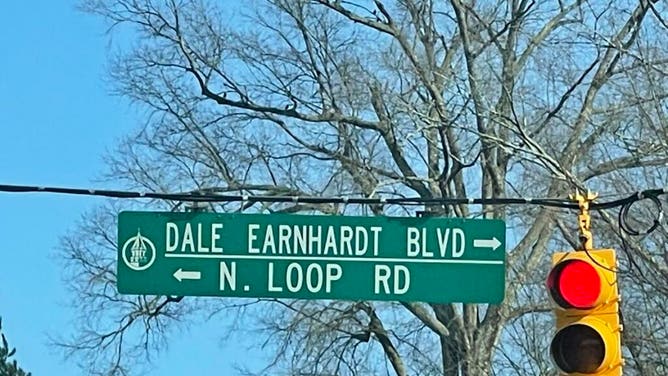 DALE EARNHARDT BLVD →
← N. LOOP RD